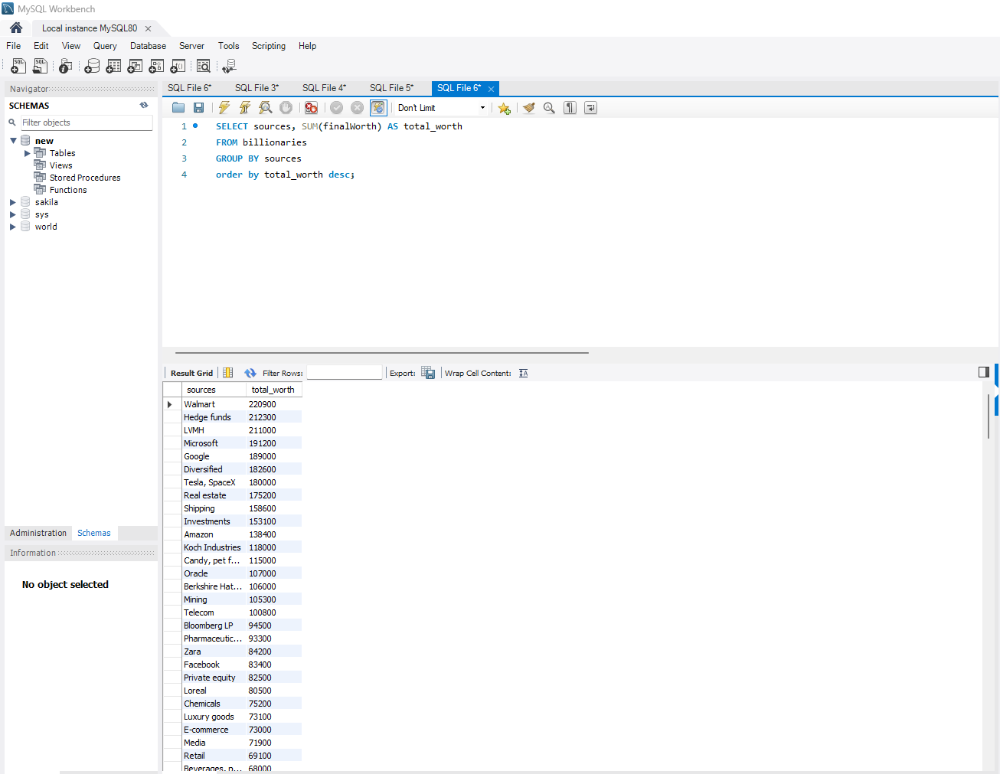 MySQL Workbench
Local instance MySQL80
File Edit View Query Database Server Tools Scripting Help
Navigator
SCHEMAS
Filter objects
new
Tables
Views
Stored Procedures
Functions
sakila
sys
world
Administration Schemas
Information
No object selected
SQL File 6* SQL File 3* SQL File 4* SQL File 5* SQL File 6*
Don't Limit
1 SELECT sources, SUM(finalWorth) AS total_worth
2 FROM billionaries
3 GROUP BY sources
4 order by total_worth desc;
Result Grid Filter Rows: Export: Wrap Cell Content:
sources total_worth
Walmart 220900
Hedge funds 212300
LVMH 211000
Microsoft 191200
Google 189000
Diversified 182600
Tesla, SpaceX 180000
Real estate 175200
Shipping 158600
Investments 153100
Amazon 138400
Koch Industries 118000
Candy, pet f... 115000
Oracle 107000
Berkshire Hat... 106000
Mining 105300
Telecom 100800
Bloomberg LP 94500
Pharmaceutic... 93300
Zara 84200
Facebook 83400
Private equity 82500
Loreal 80500
Chemicals 75200
Luxury goods 73100
E-commerce 73000
Media 71900
Retail 69100
Beverages, p... 68000